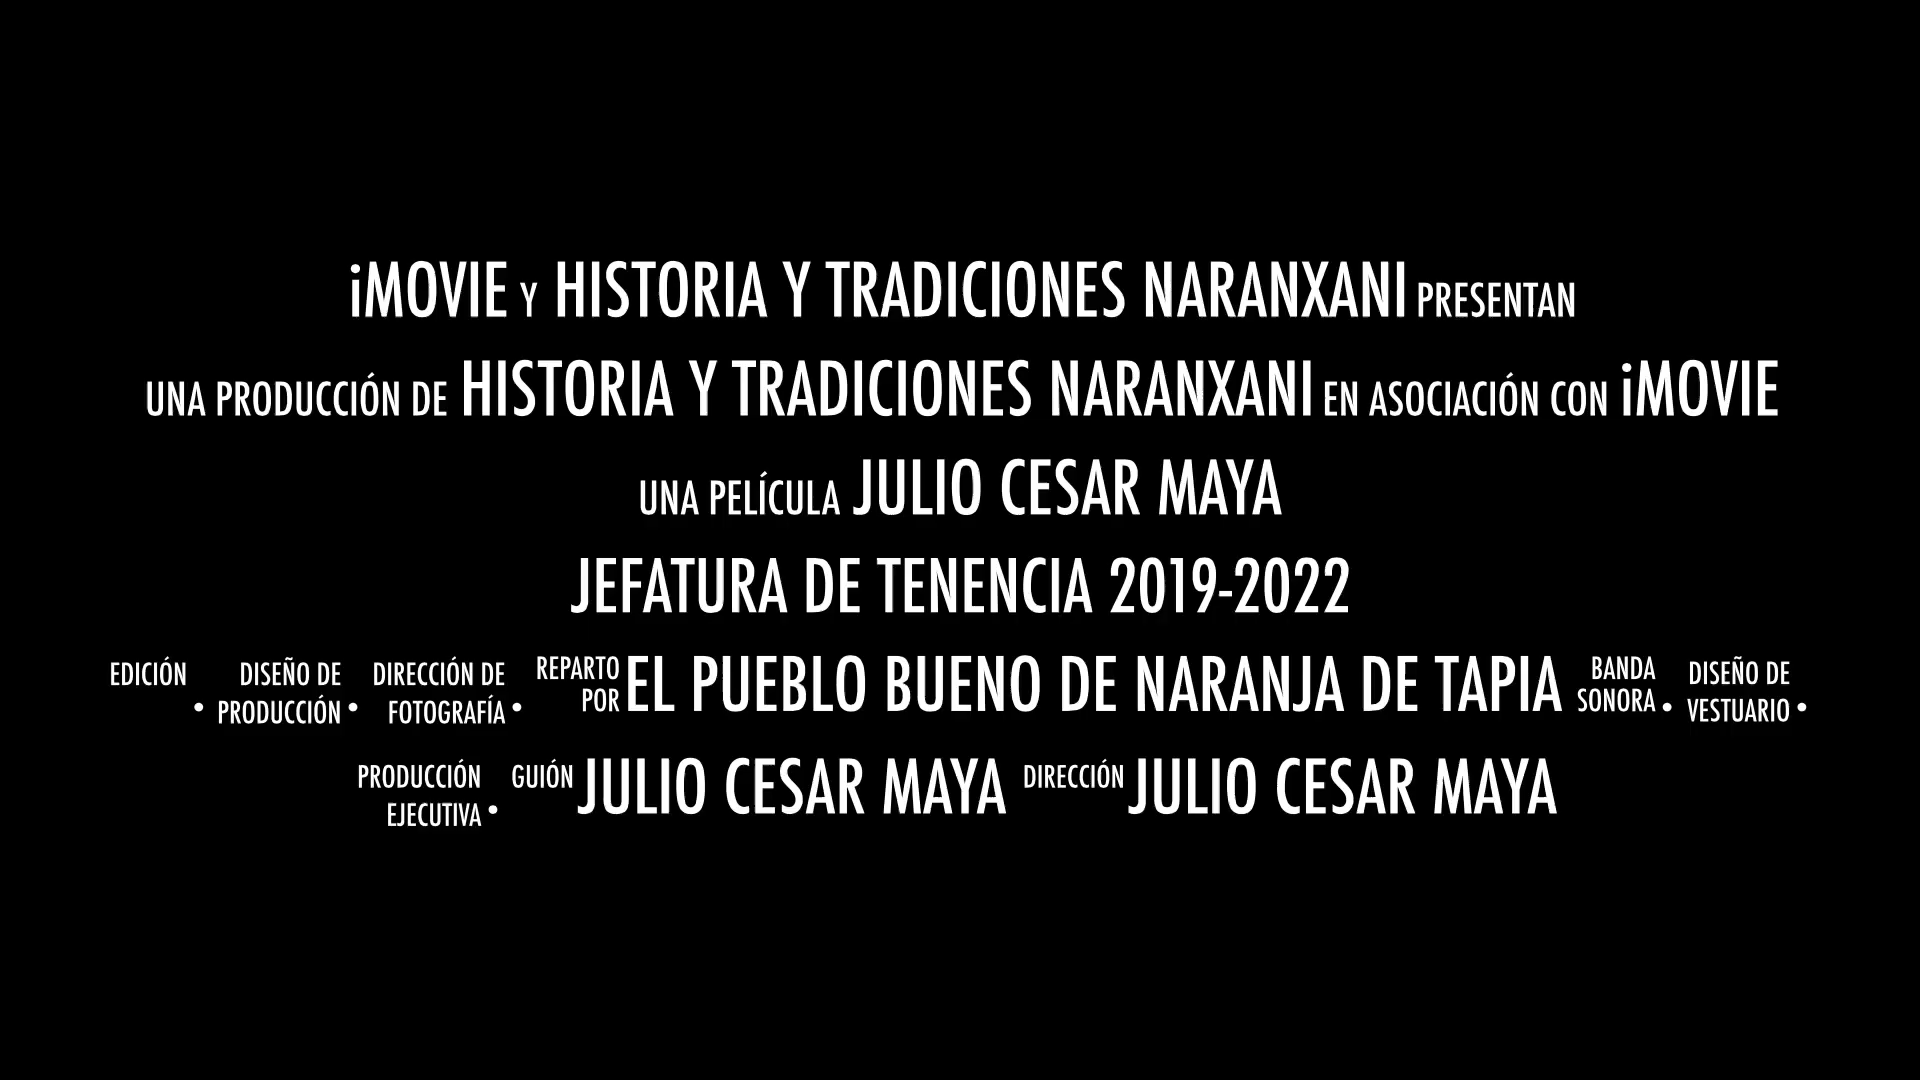 iMOVIE Y HISTORIA Y TRADICIONES NARANXANI PRESENTAN
UNA PRODUCCIÓN DE HISTORIA Y TRADICIONES NARANXANI EN ASOCIACIÓN CON iMOVIE
UNA PELÍCULA JULIO CESAR MAYA
JEFATURA DE TENENCIA 2019-2022
EDICIÓN • DISEÑO DE PRODUCCIÓN • DIRECCIÓN DE FOTOGRAFÍA • REPARTO POR EL PUEBLO BUENO DE NARANJA DE TAPIA BANDA SONORA • DISEÑO DE VESTUARIO •
PRODUCCIÓN EJECUTIVA • GUIÓN JULIO CESAR MAYA DIRECCIÓN JULIO CESAR MAYA